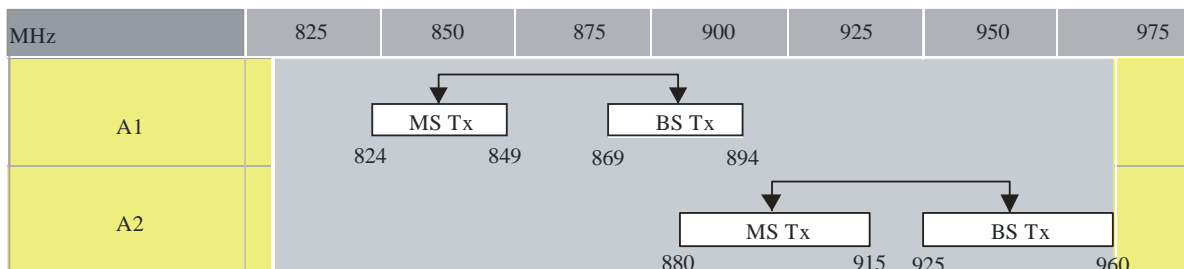 MHz 825 850 875 900 925 950 975
A1 MS Tx BS Tx
824 849 869 894
A2 MS Tx BS Tx
880 915 925 960